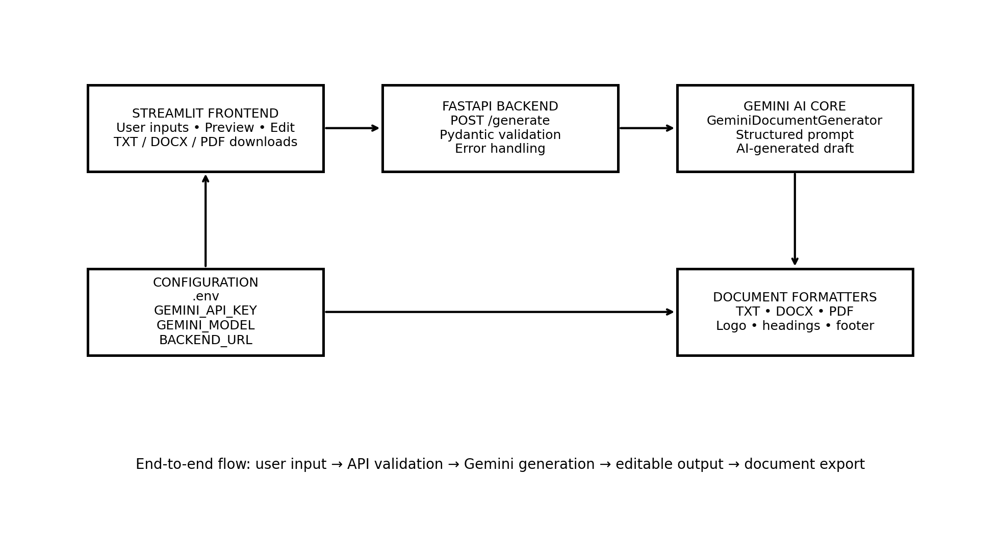 STREAMLIT FRONTEND
User inputs • Preview • Edit
TXT / DOCX / PDF downloads
FASTAPI BACKEND
POST /generate
Pydantic validation
Error handling
GEMINI AI CORE
GeminiDocumentGenerator
Structured prompt
AI-generated draft
CONFIGURATION
.env
GEMINI_API_KEY
GEMINI_MODEL
BACKEND_URL
DOCUMENT FORMATTERS
TXT • DOCX • PDF
Logo • headings • footer
End-to-end flow: user input → API validation → Gemini generation → editable output → document export